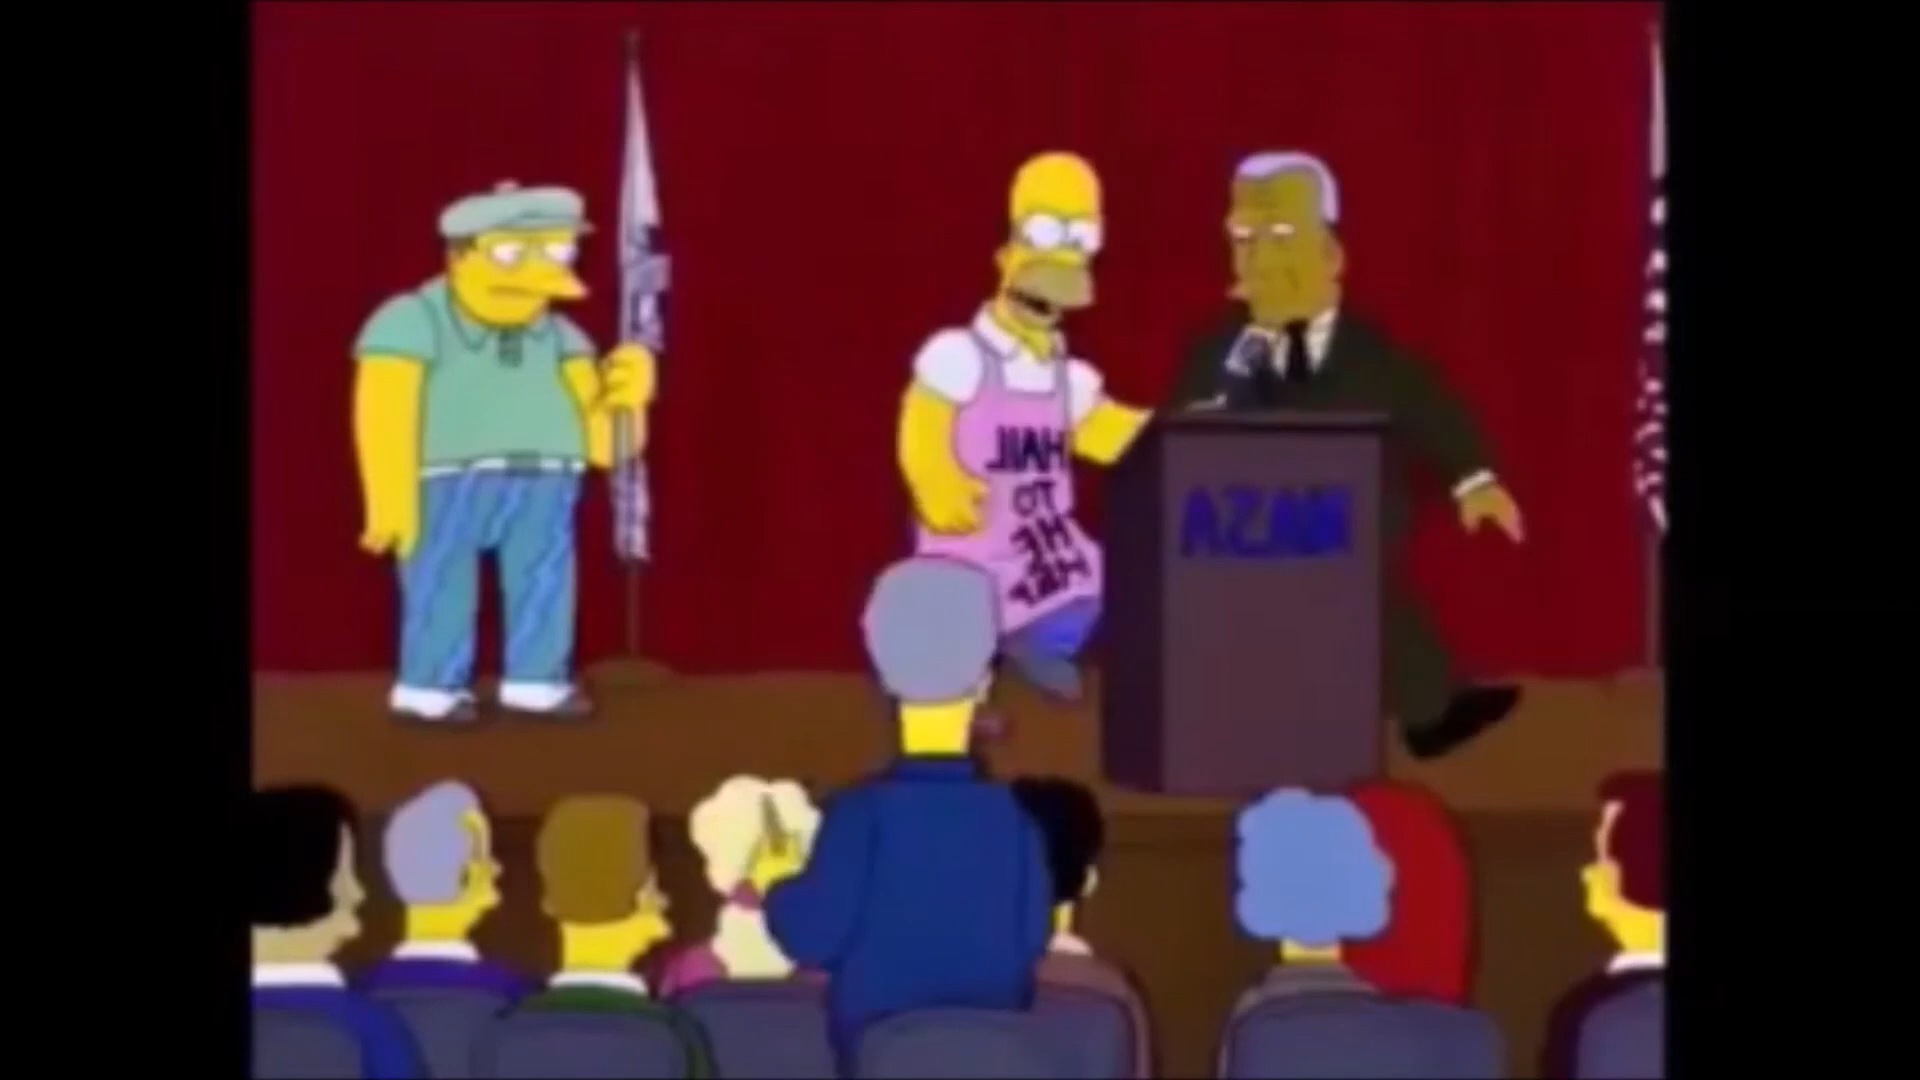 HAIL
TO
THE
CHEF
NASA